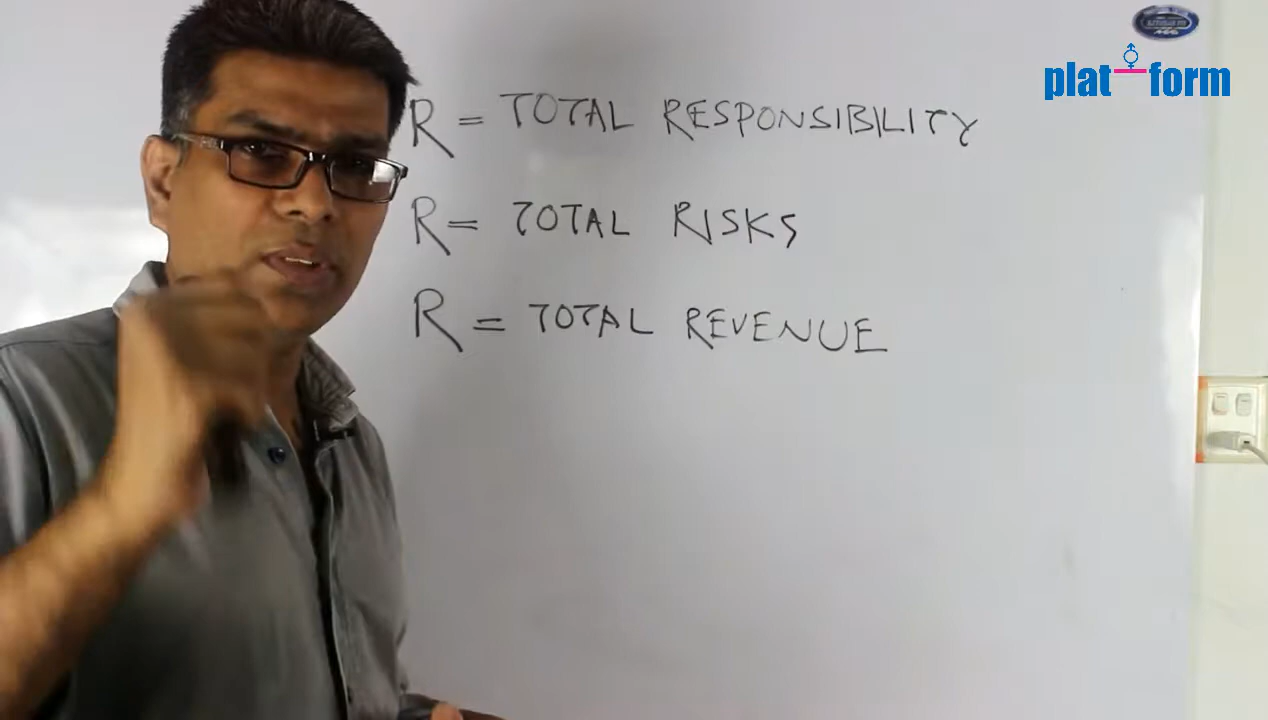 plat form
R = TOTAL RESPONSIBILITY
R = TOTAL RISKS
R = TOTAL REVENUE